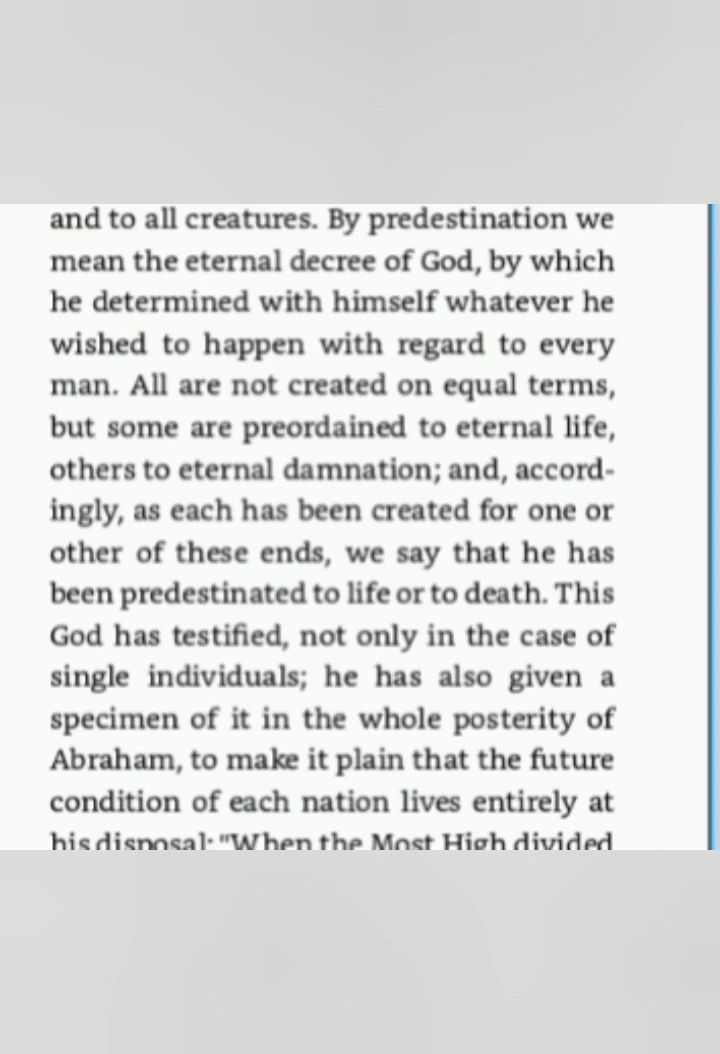 and to all creatures. By predestination we
mean the eternal decree of God, by which
he determined with himself whatever he
wished to happen with regard to every
man. All are not created on equal terms,
but some are preordained to eternal life,
others to eternal damnation; and, accord-
ingly, as each has been created for one or
other of these ends, we say that he has
been predestinated to life or to death. This
God has testified, not only in the case of
single individuals; he has also given a
specimen of it in the whole posterity of
Abraham, to make it plain that the future
condition of each nation lives entirely at
his disposal: "When the Most High divided